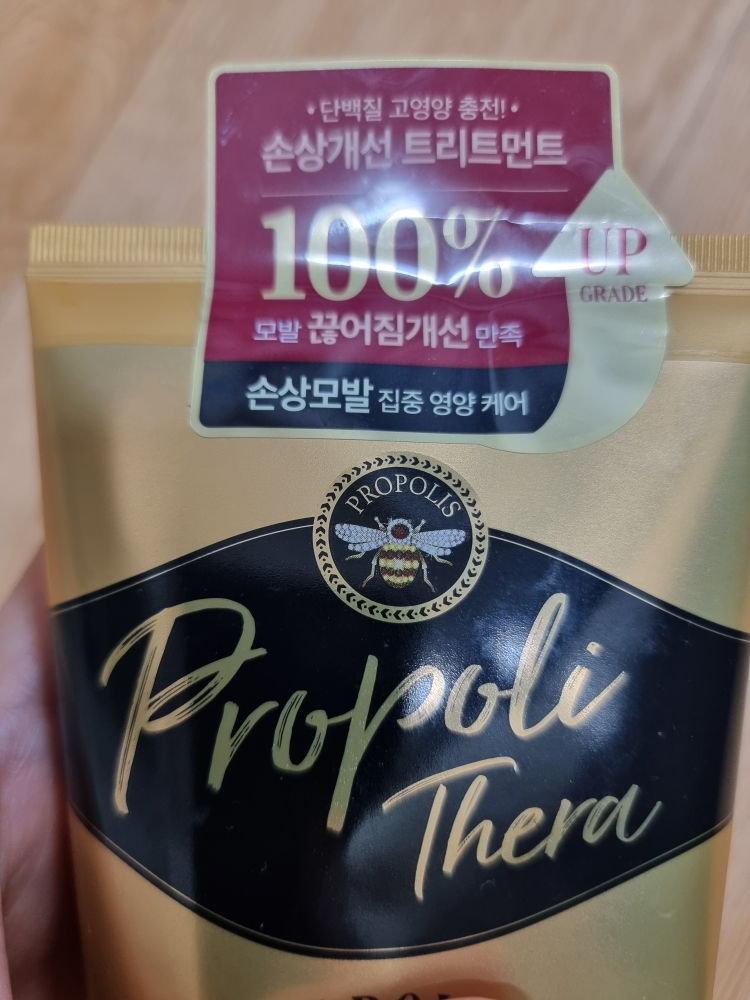 •단백질 고영양 충전!•
손상개선 트리트먼트
100%
UP
GRADE
모발 끊어짐개선 만족
손상모발 집중 영양 케어
PROPOLIS
Propoli
Thera